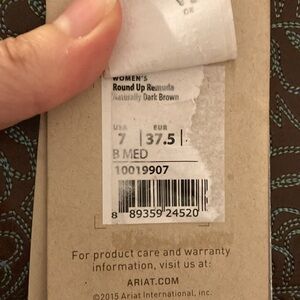 WOMEN'S
Round Up Remuda
Naturally Dark Brown
USA EUR
7 37.5
B MED
10019907
8 89359 24520
For product care and warranty
information, visit us at:
ARIAT.COM
©2015 Ariat International, Inc.